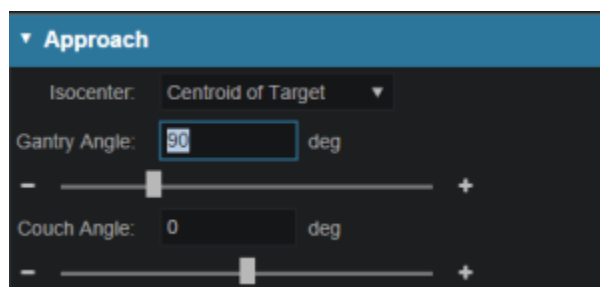 ▼ Approach
Isocenter: Centroid of Target ▼
Gantry Angle: 90 deg
− +
Couch Angle: 0 deg
− +